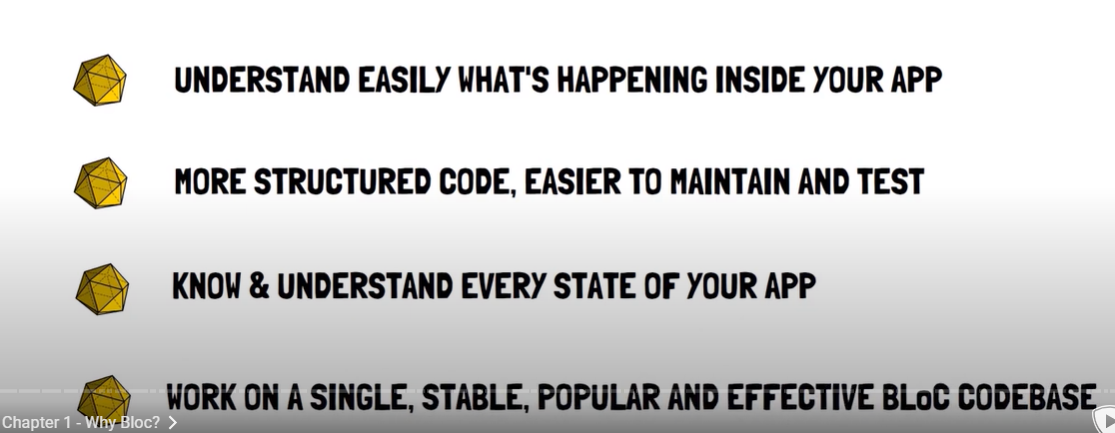 UNDERSTAND EASILY WHAT'S HAPPENING INSIDE YOUR APP
MORE STRUCTURED CODE, EASIER TO MAINTAIN AND TEST
KNOW & UNDERSTAND EVERY STATE OF YOUR APP
WORK ON A SINGLE, STABLE, POPULAR AND EFFECTIVE BLoC CODEBASE
Chapter 1 - Why Bloc?